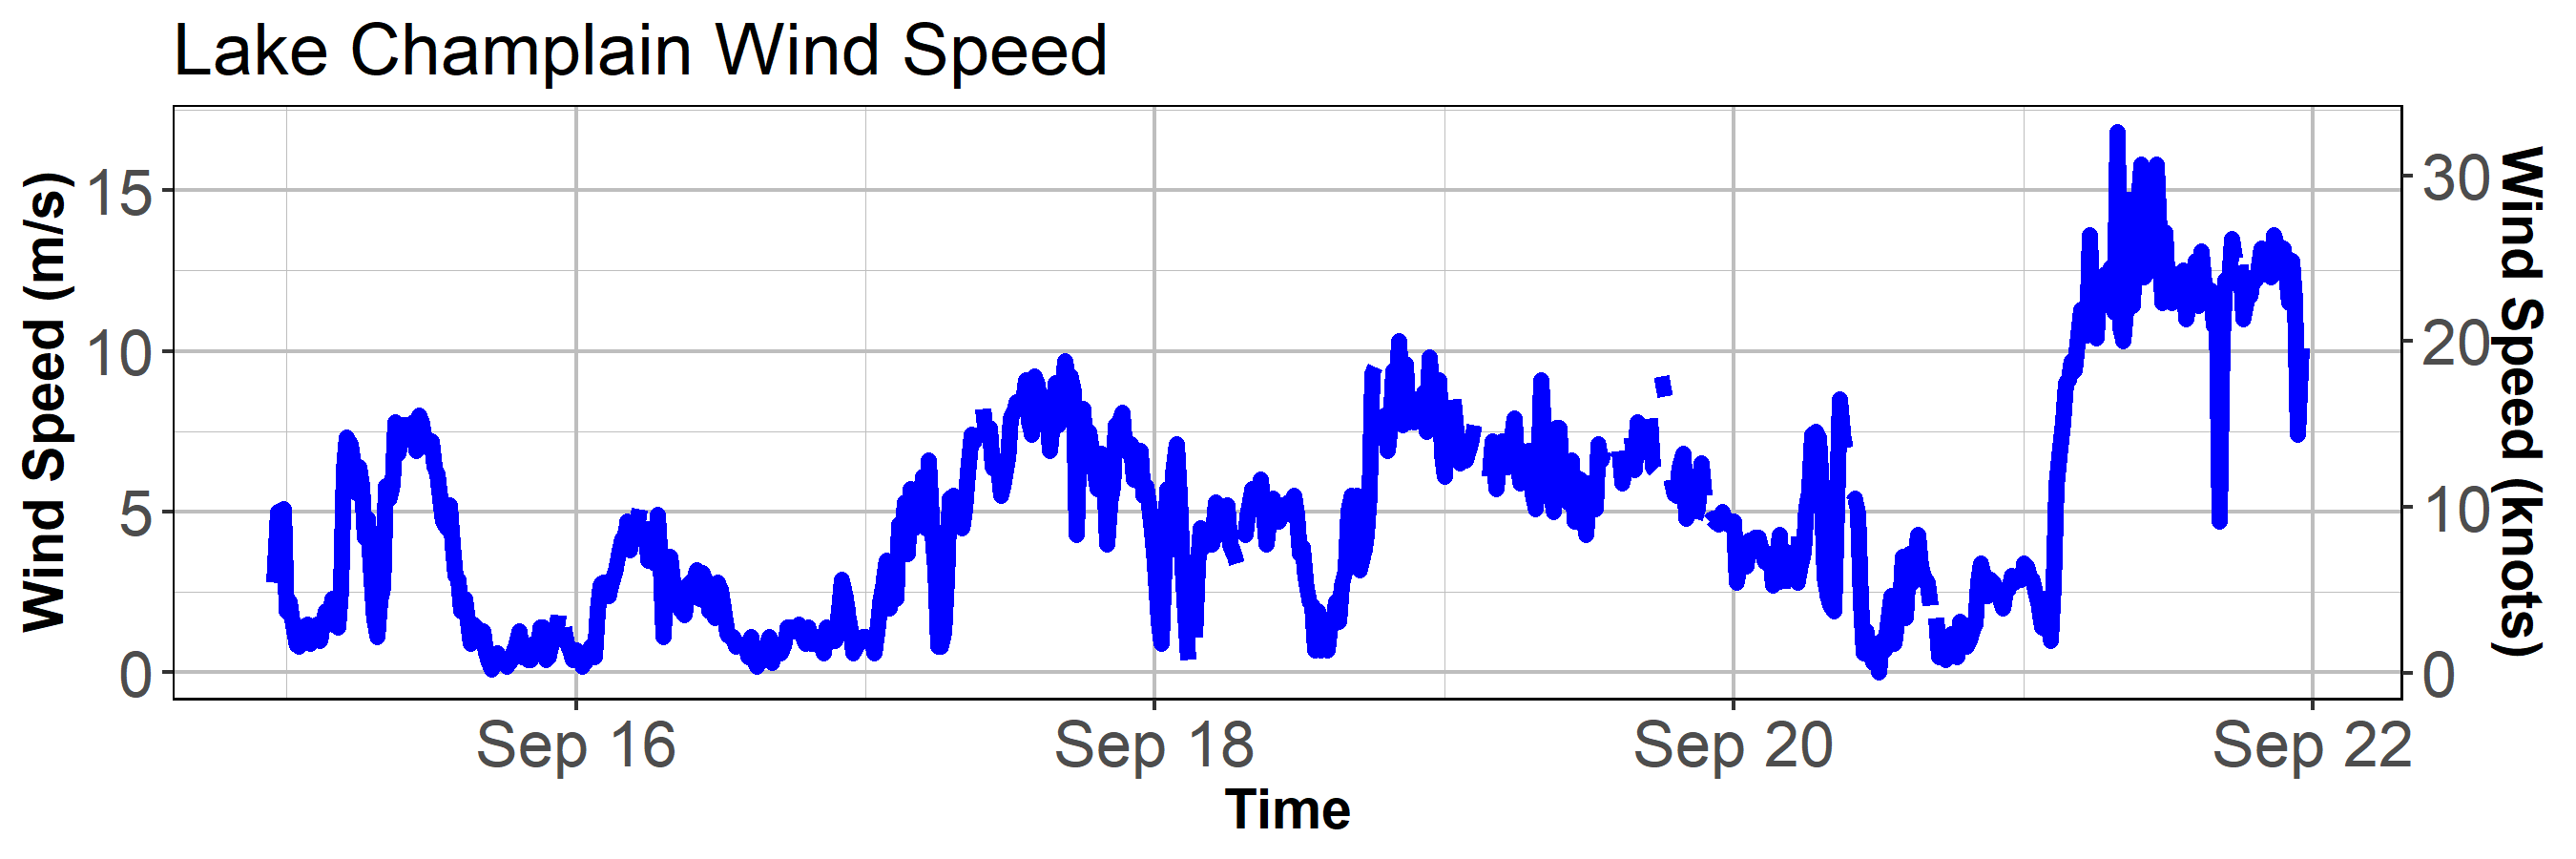 Lake Champlain Wind Speed
Wind Speed (m/s)
15
10
5
0
30
20
10
0
Wind Speed (knots)
Sep 16
Sep 18
Sep 20
Sep 22
Time